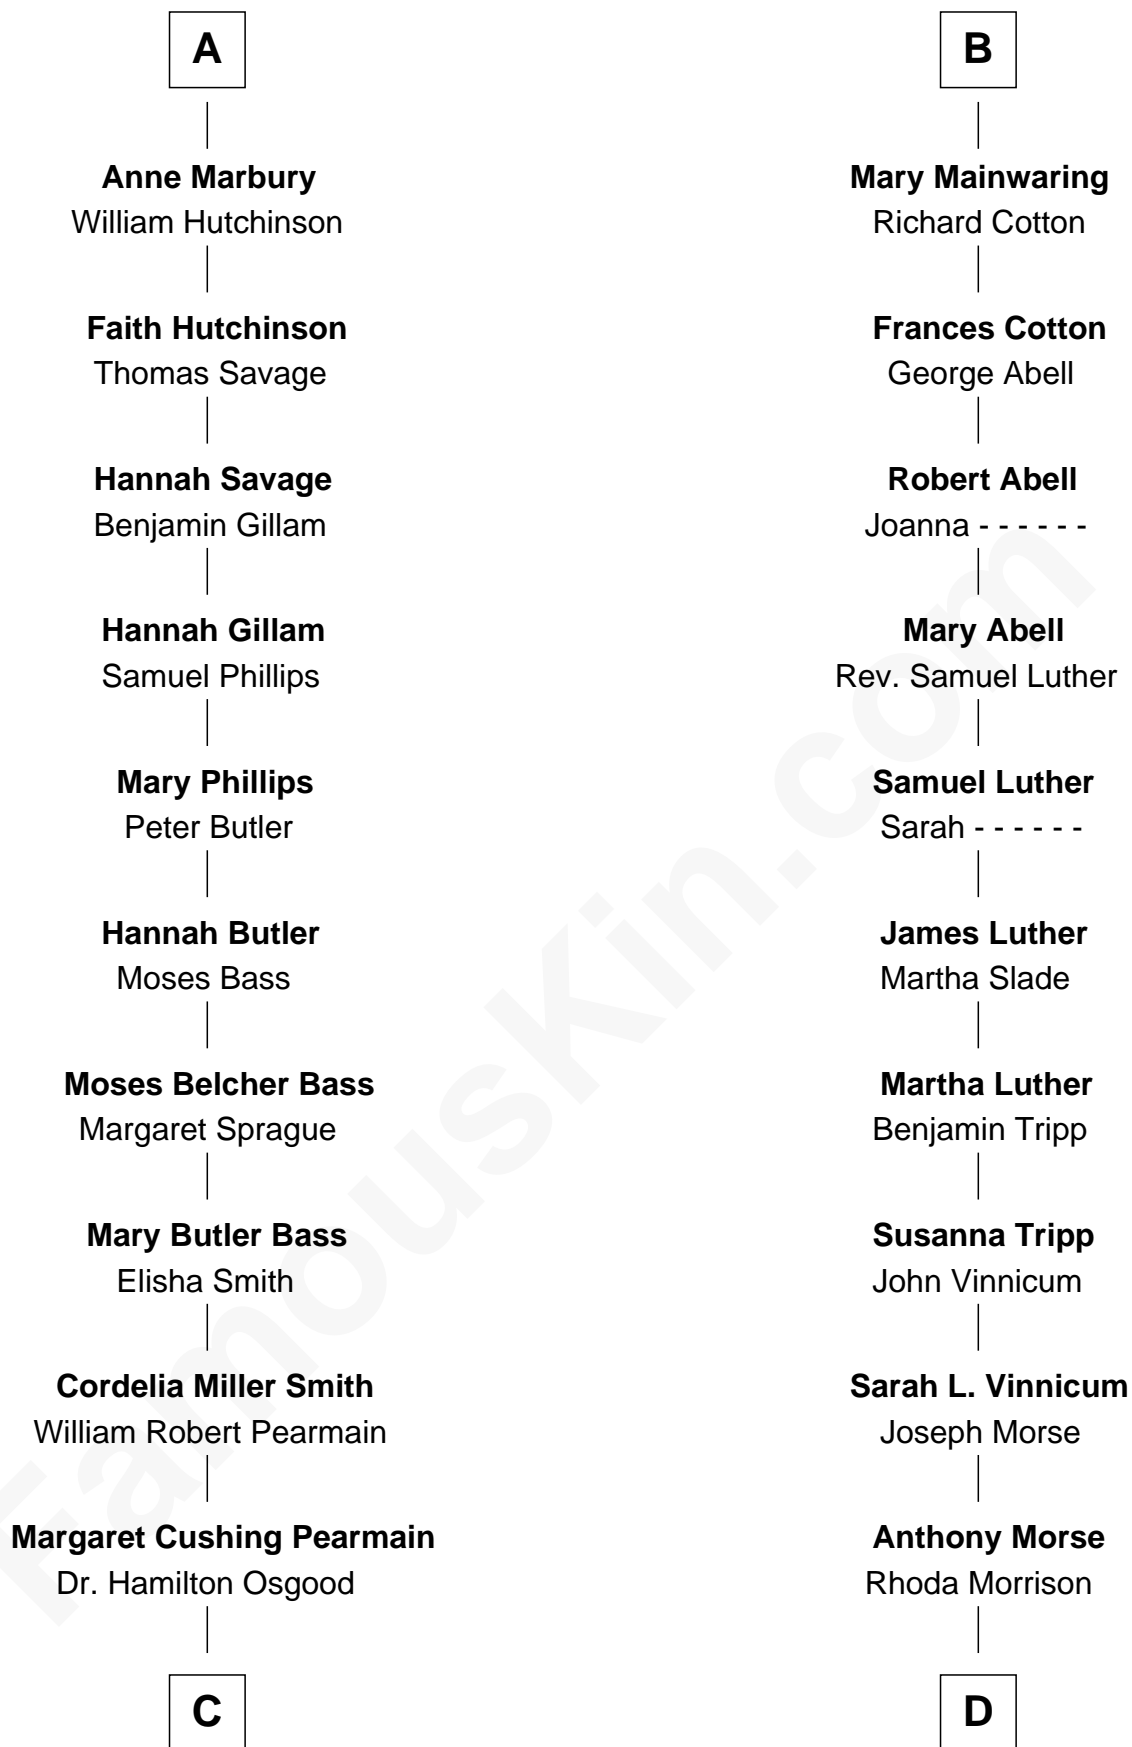 A
Anne Marbury
William Hutchinson
Faith Hutchinson
Thomas Savage
Hannah Savage
Benjamin Gillam
Hannah Gillam
Samuel Phillips
Mary Phillips
Peter Butler
Hannah Butler
Moses Bass
Moses Belcher Bass
Margaret Sprague
Mary Butler Bass
Elisha Smith
Cordelia Miller Smith
William Robert Pearmain
Margaret Cushing Pearmain
Dr. Hamilton Osgood
C
B
Mary Mainwaring
Richard Cotton
Frances Cotton
George Abell
Robert Abell
Joanna - - - - - -
Mary Abell
Rev. Samuel Luther
Samuel Luther
Sarah - - - - - -
James Luther
Martha Slade
Martha Luther
Benjamin Tripp
Susanna Tripp
John Vinnicum
Sarah L. Vinnicum
Joseph Morse
Anthony Morse
Rhoda Morrison
D
FamousKin.com